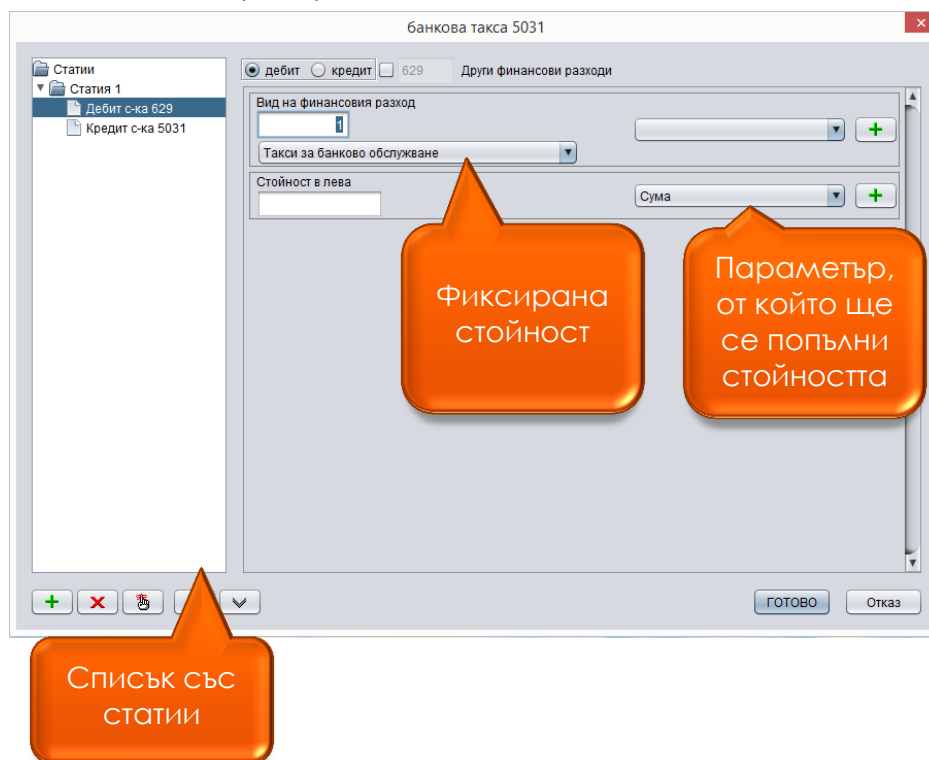 банкова такса 5031
Статии
Статия 1
Дебит с-ка 629
Кредит с-ка 5031
дебит кредит 629 Други финансови разходи
Вид на финансовия разход
1
Такси за банково обслужване
Стойност в лева
Сума
Фиксирана
стойност
Параметър,
от който ще
се попълни
стойността
ГОТОВО Отказ
Списък със
статии